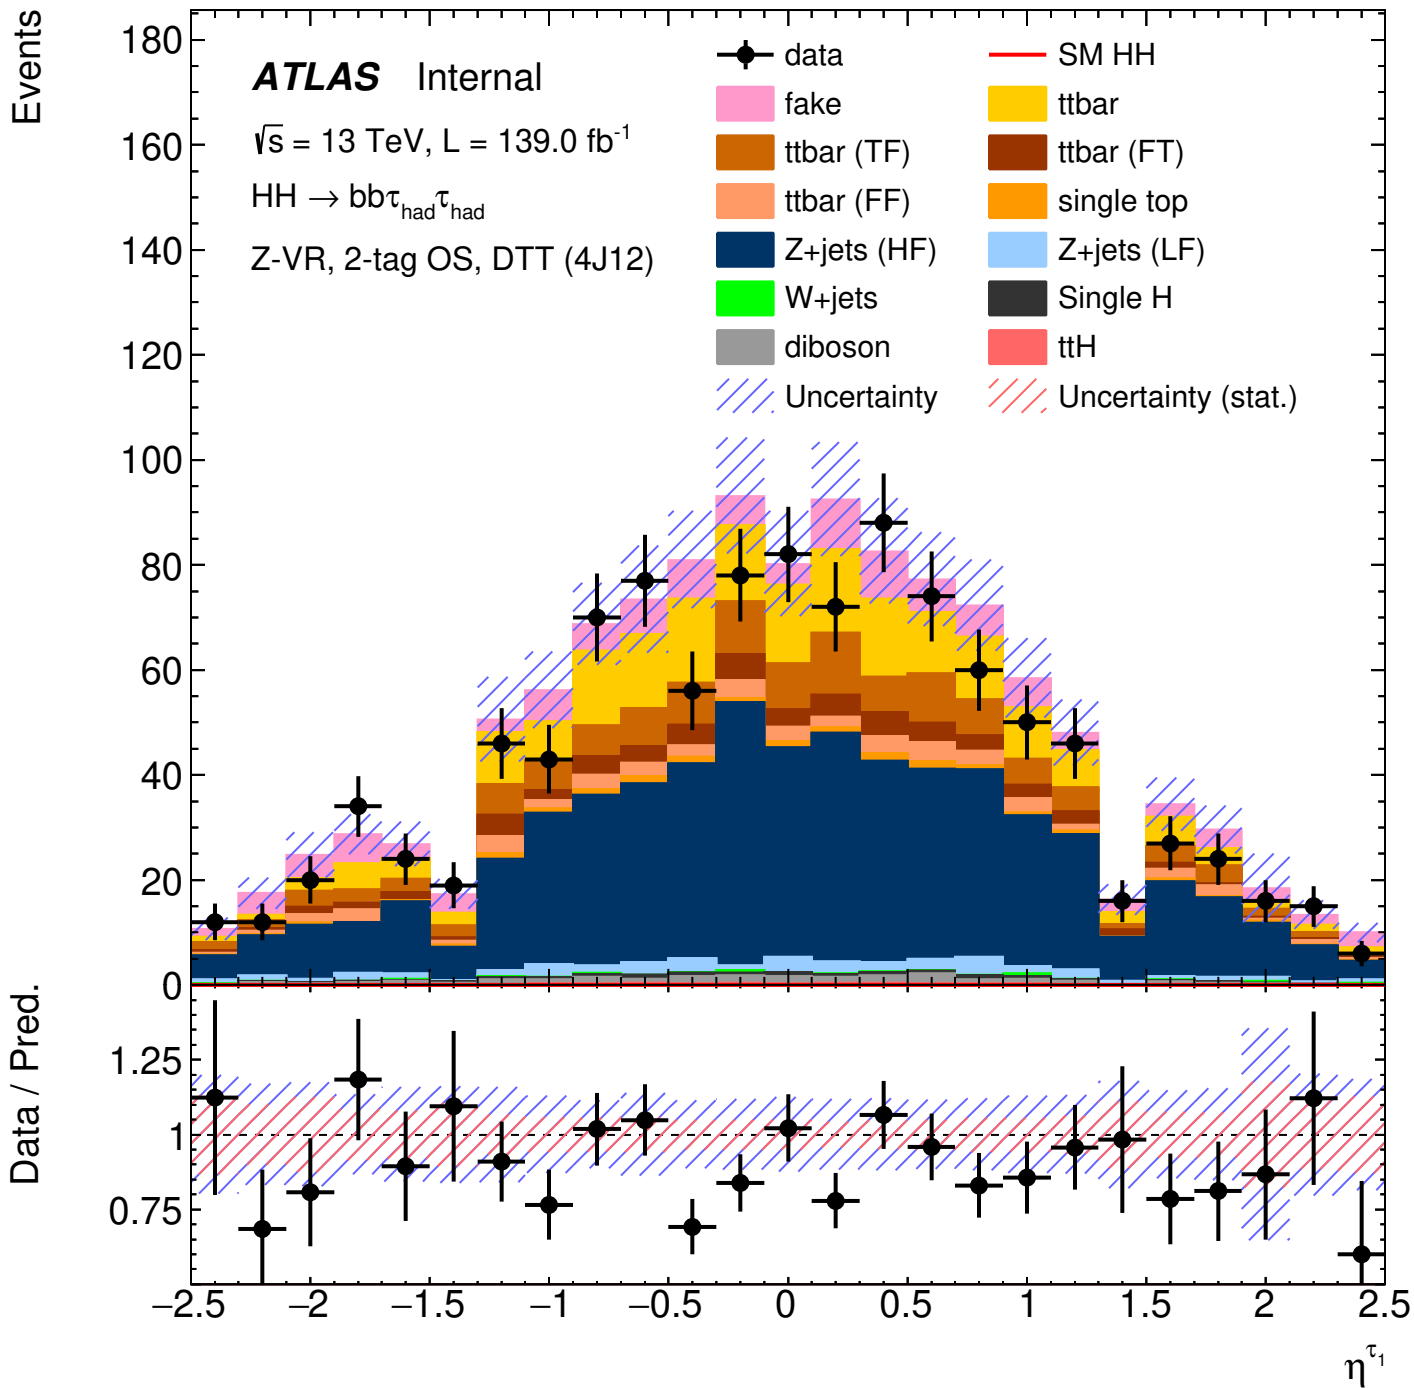 Events
180
160
140
120
100
80
60
40
20
0
ATLAS Internal
√s = 13 TeV, L = 139.0 fb-1
HH → bbτhadτhad
Z-VR, 2-tag OS, DTT (4J12)
data
SM HH
fake
ttbar
ttbar (TF)
ttbar (FT)
ttbar (FF)
single top
Z+jets (HF)
Z+jets (LF)
W+jets
Single H
diboson
ttH
Uncertainty
Uncertainty (stat.)
Data / Pred.
1.25
1
0.75
−2.5 −2 −1.5 −1 −0.5 0 0.5 1 1.5 2 2.5
ητ1